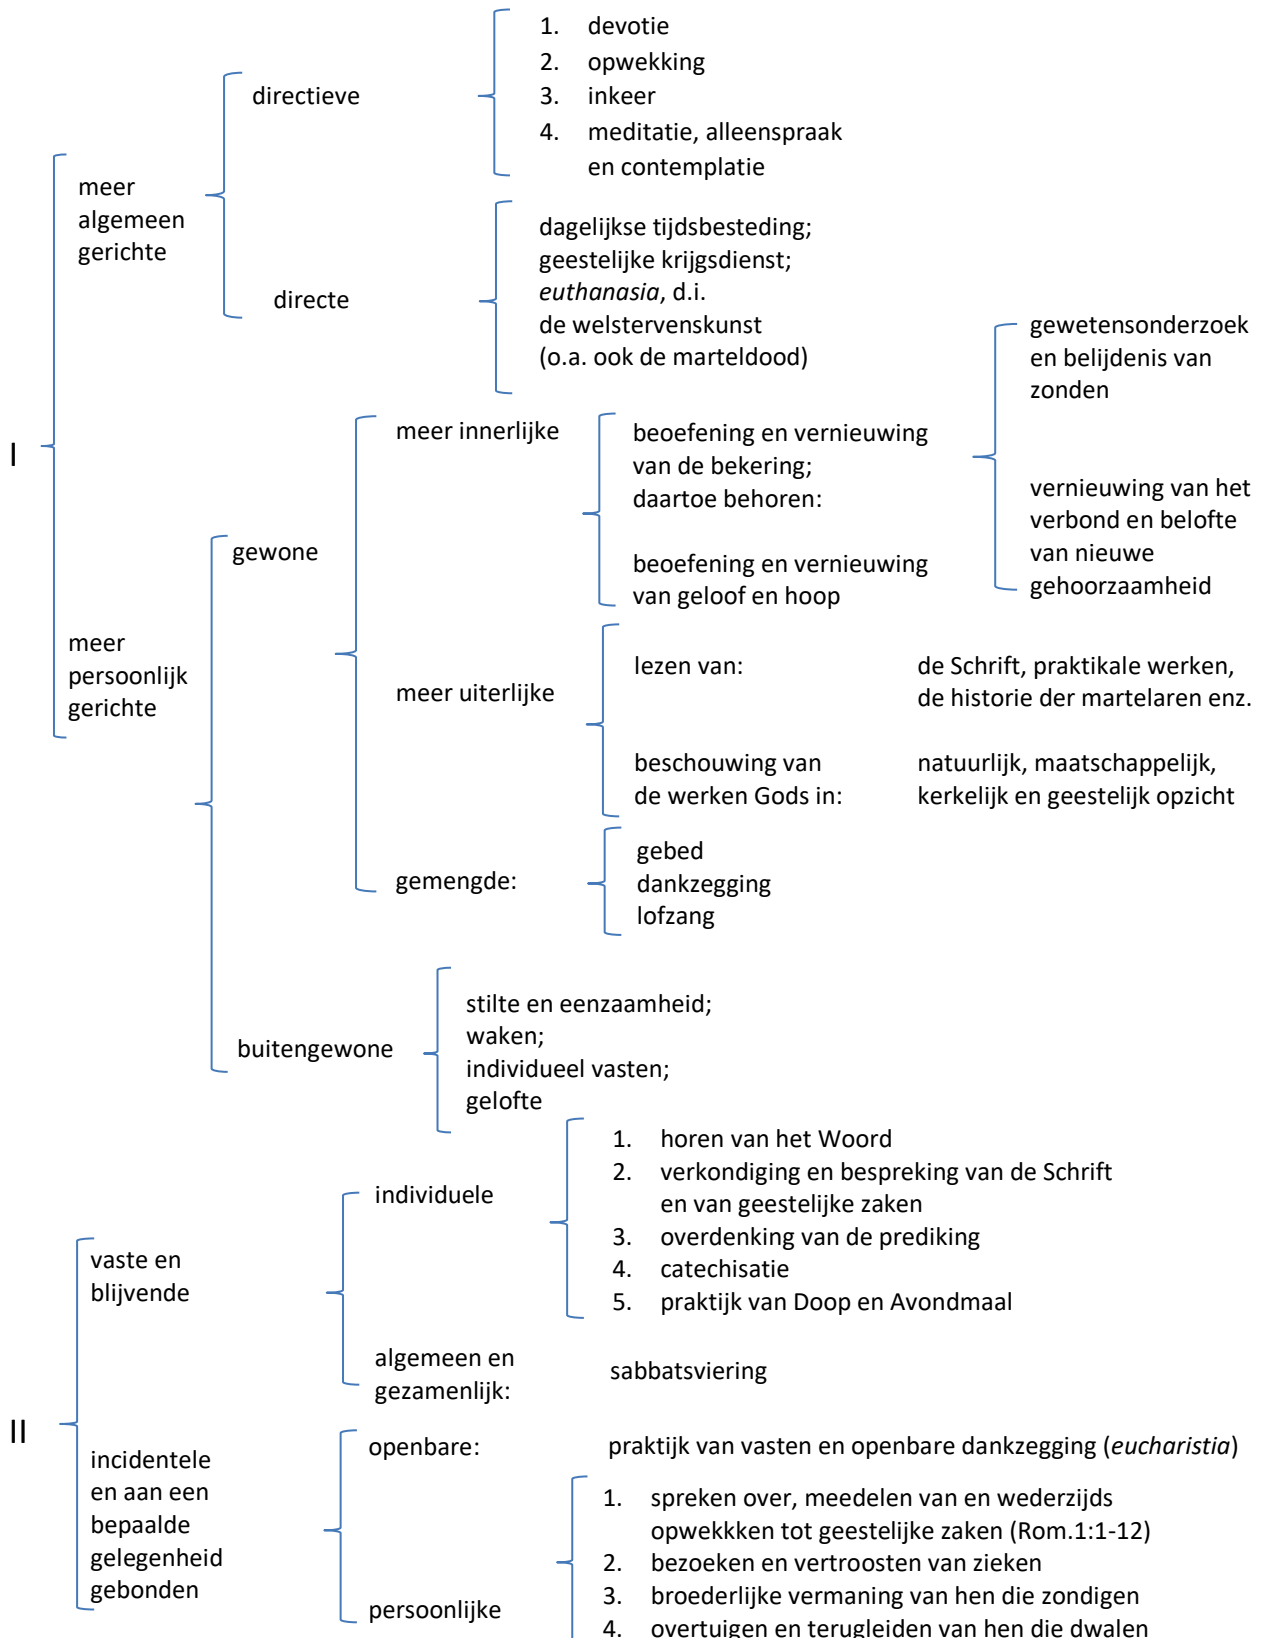 I
meer
algemeen
gerichte
directieve
1. devotie
2. opwekking
3. inkeer
4. meditatie, alleenspraak
en contemplatie
directe
dagelijkse tijdsbesteding;
geestelijke krijgsdienst;
euthanasia, d.i.
de welstervenskunst
(o.a. ook de marteldood)
meer
persoonlijk
gerichte
gewone
meer innerlijke
beoefening en vernieuwing
van de bekering;
daartoe behoren:
gewetensonderzoek
en belijdenis van
zonden
vernieuwing van het
verbond en belofte
van nieuwe
gehoorzaamheid
beoefening en vernieuwing
van geloof en hoop
meer uiterlijke
lezen van:
de Schrift, praktikale werken,
de historie der martelaren enz.
beschouwing van
de werken Gods in:
natuurlijk, maatschappelijk,
kerkelijk en geestelijk opzicht
gemengde:
gebed
dankzegging
lofzang
buitengewone
stilte en eenzaamheid;
waken;
individueel vasten;
gelofte
II
vaste en
blijvende
individuele
1. horen van het Woord
2. verkondiging en bespreking van de Schrift
en van geestelijke zaken
3. overdenking van de prediking
4. catechisatie
5. praktijk van Doop en Avondmaal
algemeen en
gezamenlijk:
sabbatsviering
incidentele
en aan een
bepaalde
gelegenheid
gebonden
openbare:
praktijk van vasten en openbare dankzegging (eucharistia)
persoonlijke
1. spreken over, meedelen van en wederzijds
opwekkken tot geestelijke zaken (Rom.1:1-12)
2. bezoeken en vertroosten van zieken
3. broederlijke vermaning van hen die zondigen
4. overtuigen en terugleiden van hen die dwalen